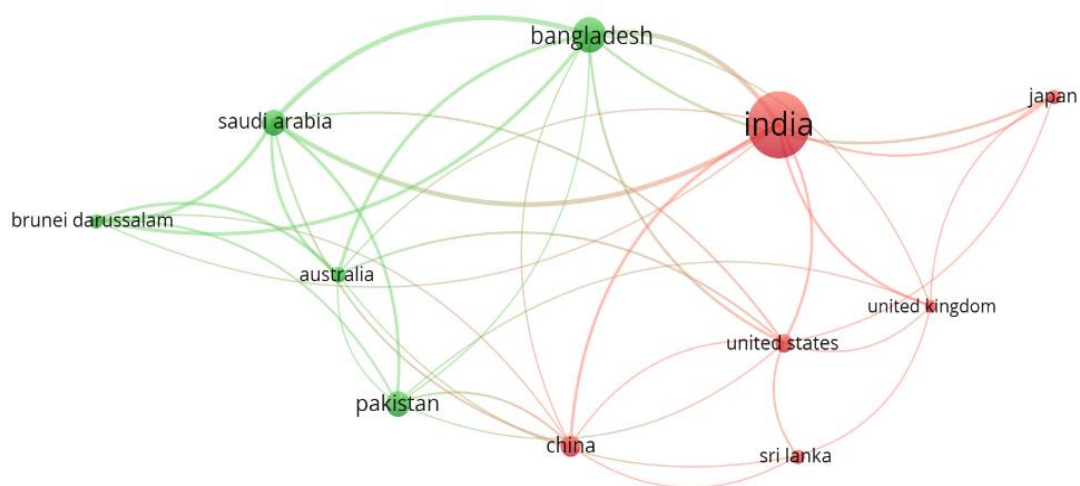 bangladesh
japan
india
saudi arabia
brunei darussalam
australia
united kingdom
united states
pakistan
china
sri lanka